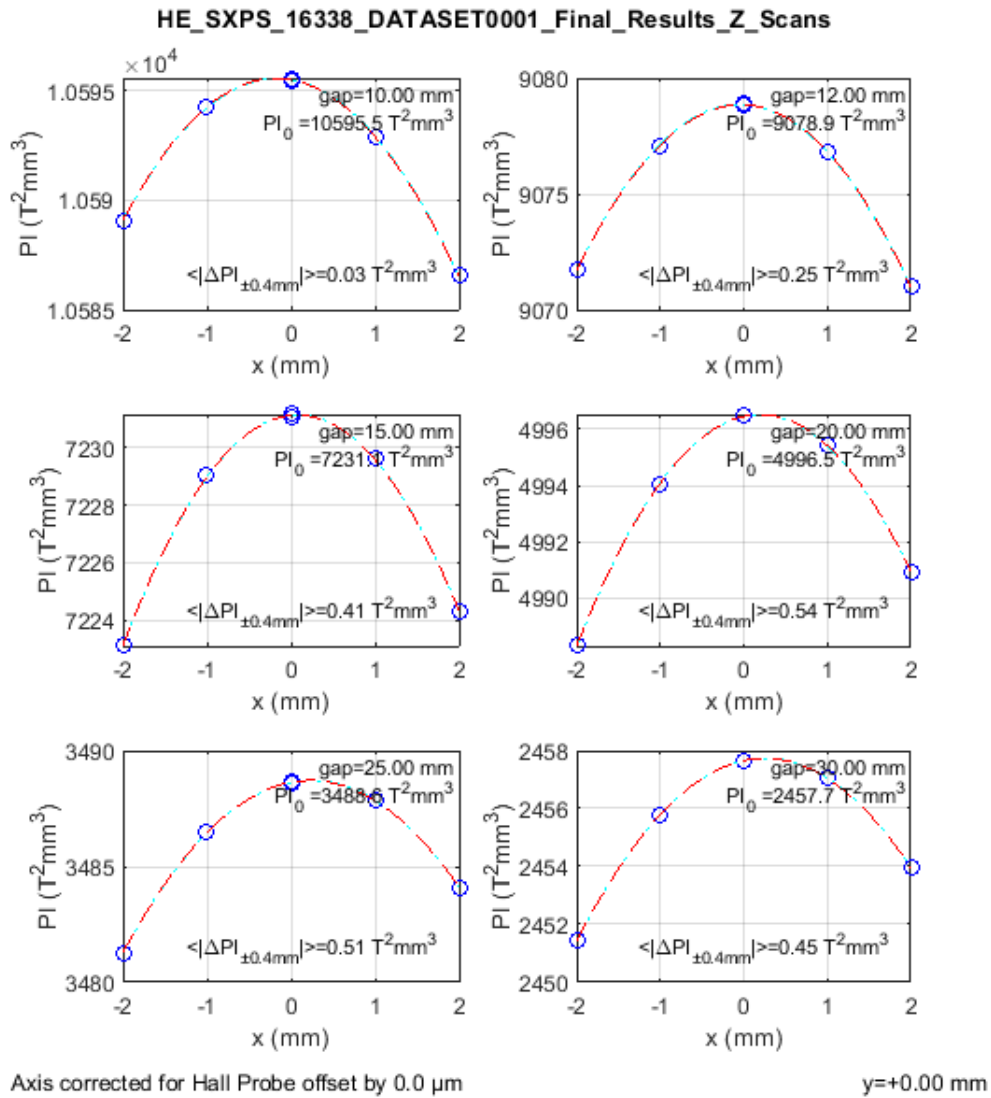 HE_SXPS_16338_DATASET0001_Final_Results_Z_Scans
×10⁴
1.0595
1.059
1.0585
PI (T²mm³)
gap=10.00 mm
PI₀ =10595.5 T²mm³
<|ΔPI±0.4mm|>=0.03 T²mm³
-2 -1 0 1 2
x (mm)
9080
9075
9070
PI (T²mm³)
gap=12.00 mm
PI₀ =9078.9 T²mm³
<|ΔPI±0.4mm|>=0.25 T²mm³
-2 -1 0 1 2
x (mm)
7230
7228
7226
7224
PI (T²mm³)
gap=15.00 mm
PI₀ =7231. T²mm³
<|ΔPI±0.4mm|>=0.41 T²mm³
-2 -1 0 1 2
x (mm)
4996
4994
4992
4990
PI (T²mm³)
gap=20.00 mm
PI₀ =4996.5 T²mm³
<|ΔPI±0.4mm|>=0.54 T²mm³
-2 -1 0 1 2
x (mm)
3490
3485
3480
PI (T²mm³)
gap=25.00 mm
PI₀ =3488.6 T²mm³
<|ΔPI±0.4mm|>=0.51 T²mm³
-2 -1 0 1 2
x (mm)
2458
2456
2454
2452
2450
PI (T²mm³)
gap=30.00 mm
PI₀ =2457.7 T²mm³
<|ΔPI±0.4mm|>=0.45 T²mm³
-2 -1 0 1 2
x (mm)
Axis corrected for Hall Probe offset by 0.0 µm
y=+0.00 mm